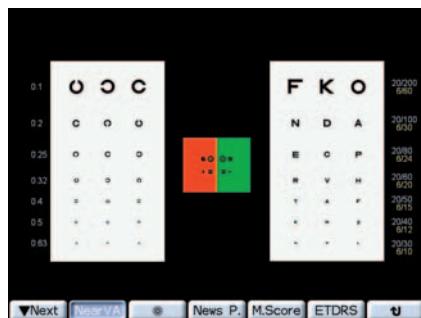 0.1 F K O 20/200 6/60
0.2 N D A 20/100 6/30
0.25 E C P 20/80 6/24
0.32 R V H 20/60 6/20
0.4 20/50 6/15
0.5 20/40 6/12
0.63 20/30 6/10
▼Next NearVA News P. M.Score ETDRS